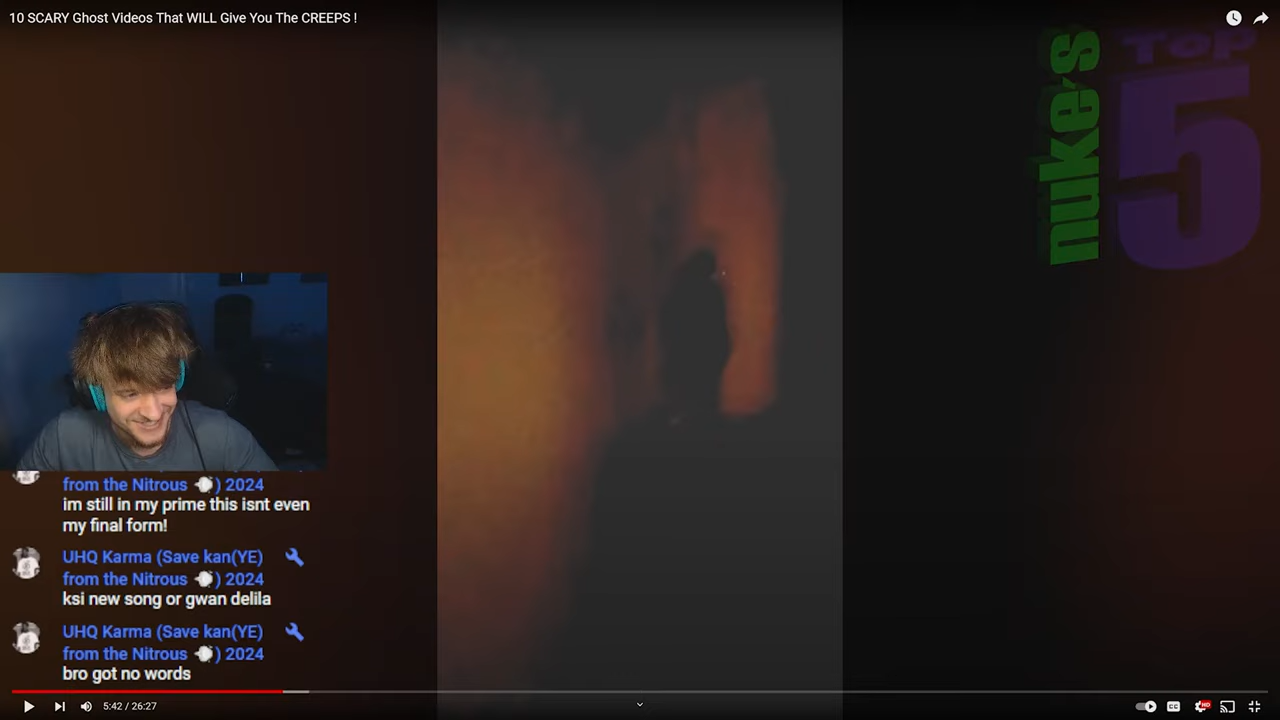 10 SCARY Ghost Videos That WILL Give You The CREEPS !
nuke's
Top
5
from the Nitrous ) 2024
im still in my prime this isnt even
my final form!
UHQ Karma (Save kan(YE)
from the Nitrous ) 2024
ksi new song or gwan delila
UHQ Karma (Save kan(YE)
from the Nitrous ) 2024
bro got no words
5:42 / 26:27
CC
HD